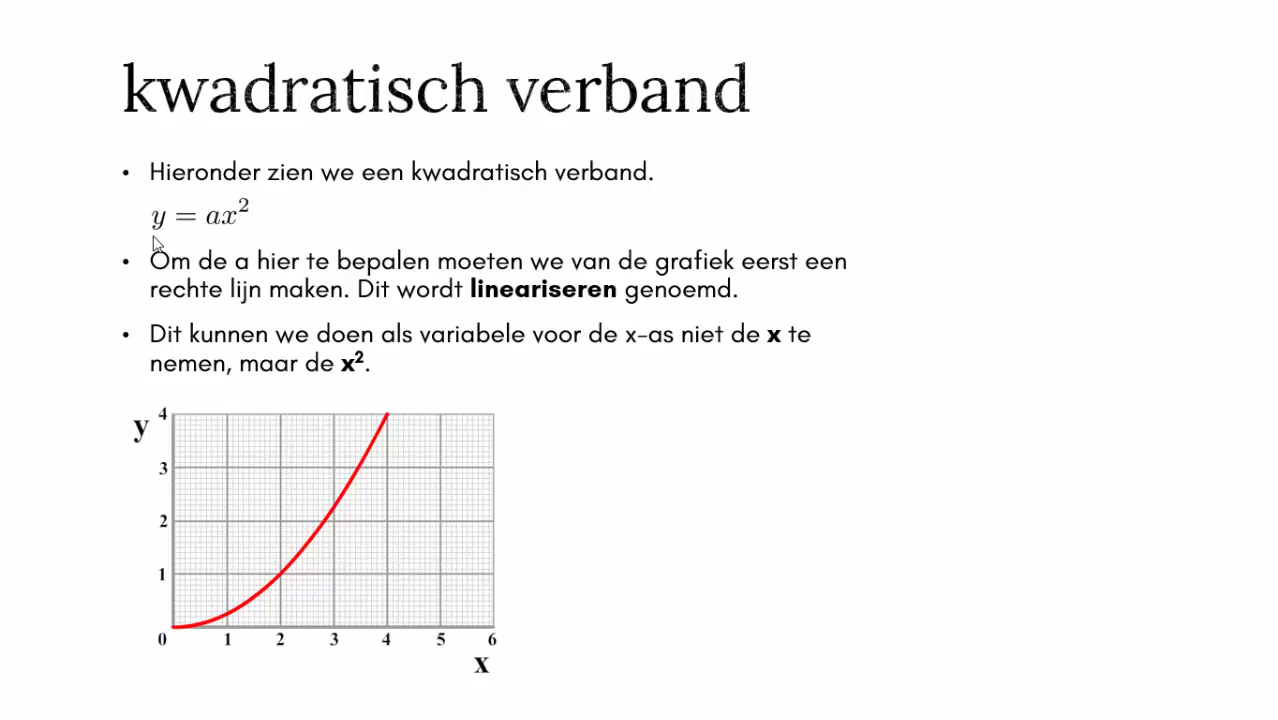 kwadratisch verband
• Hieronder zien we een kwadratisch verband.
y = ax²
• Om de a hier te bepalen moeten we van de grafiek eerst een
rechte lijn maken. Dit wordt lineariseren genoemd.
• Dit kunnen we doen als variabele voor de x-as niet de x te
nemen, maar de x².
y
4
3
2
1
0 1 2 3 4 5 6
x